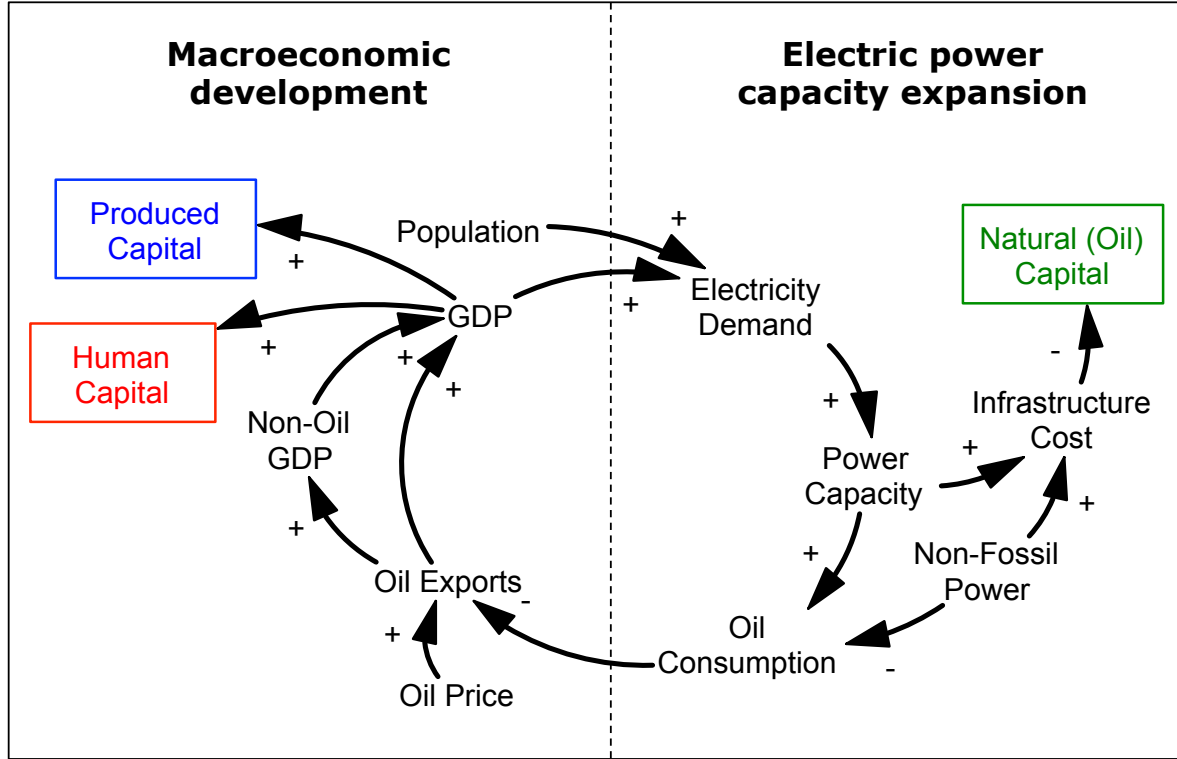 Macroeconomic
development
Electric power
capacity expansion
Produced
Capital
+
Population
+
Natural (Oil)
Capital
GDP
+
Electricity
Demand
Human
Capital
+
+
+
-
Non-Oil
GDP
+
Infrastructure
Cost
Power
Capacity
+
+
+
+
Non-Fossil
Power
Oil Exports
-
+
Oil
Consumption
-
Oil Price